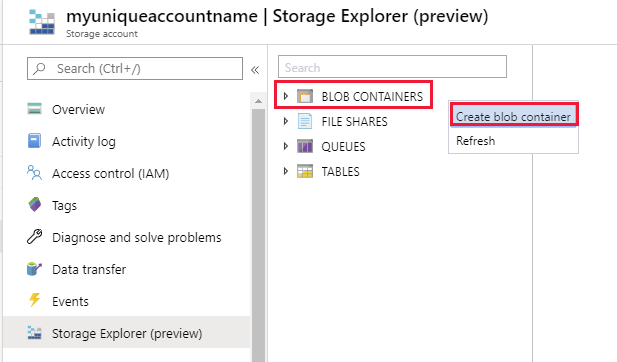 myuniqueaccountname | Storage Explorer (preview)
Storage account
Search (Ctrl+/)
«
Overview
Activity log
Access control (IAM)
Tags
Diagnose and solve problems
Data transfer
Events
Storage Explorer (preview)
Search
BLOB CONTAINERS
FILE SHARES
QUEUES
TABLES
Create blob container
Refresh